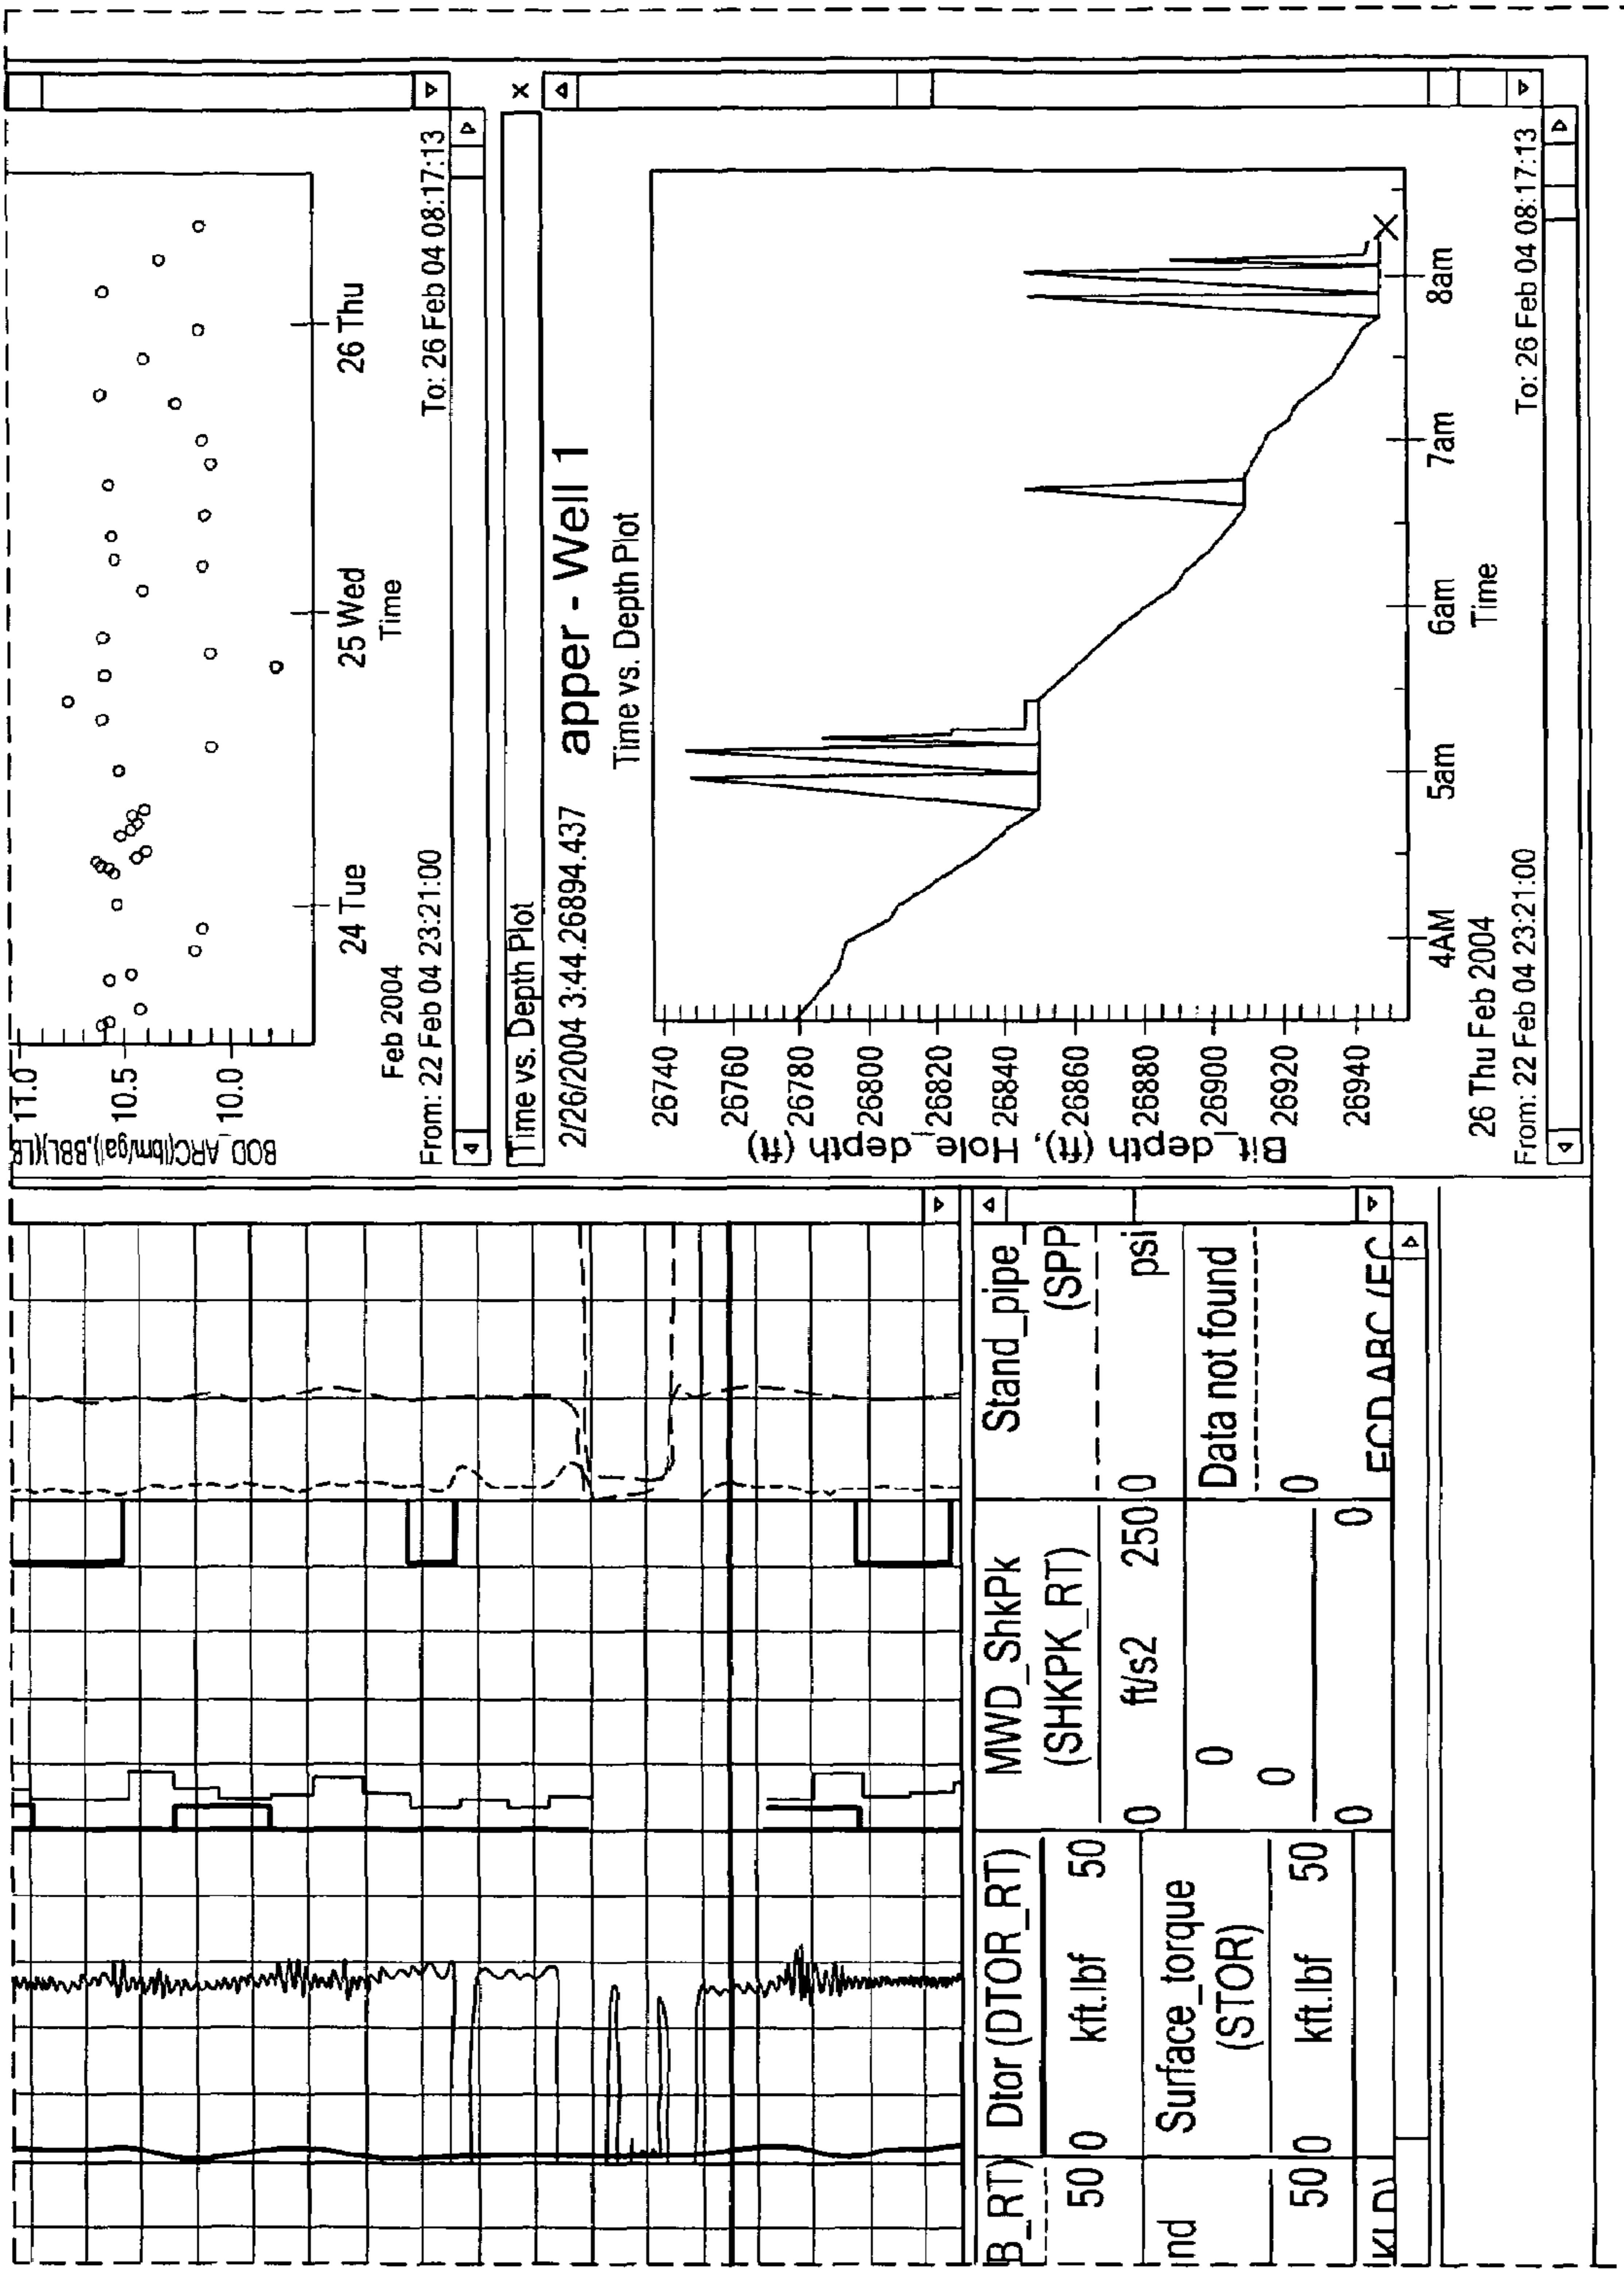 11.0
10.5
10.0
BOD_ARC(lbm/gal),BBL)(LB
24 Tue
25 Wed
26 Thu
Feb 2004
Time
From: 22 Feb 04 23:21:00
To: 26 Feb 04 08:17:13
Time vs. Depth Plot
X
2/26/2004 3:44.26894.437
apper - Well 1
Time vs. Depth Plot
26740
26760
26780
26800
26820
26840
26860
26880
26900
26920
26940
Bit_depth (ft), Hole_depth (ft)
4AM
5am
6am
7am
8am
26 Thu Feb 2004
Time
From: 22 Feb 04 23:21:00
To: 26 Feb 04 08:17:13
B_RT)
50
nd
50
KLD)
Dtor (DTOR_RT)
0 kft.lbf 50
Surface_torque
(STOR)
0 kft.lbf 50
MWD_ShkPk
(SHKPK_RT)
0 ft/s2 250
0
0
0 0
Stand_pipe_
(SPP
0 psi
Data not found
0
ECD_ARC (EC